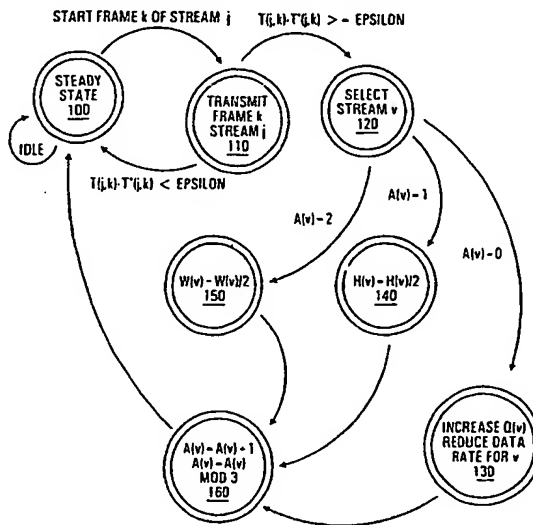 START FRAME k OF STREAM j
T(j,k)-T'(j,k) >= EPSILON
STEADY
STATE
100
IDLE
TRANSMIT
FRAME k
STREAM j
110
SELECT
STREAM v
120
T(j,k)-T'(j,k) < EPSILON
A(v)=2
A(v)=1
A(v)=0
W(v)=W(v)/2
150
H(v)=H(v)/2
140
A(v)=A(v)+1
A(v)=A(v)
MOD 3
160
INCREASE Q(v)
REDUCE DATA
RATE FOR v
130